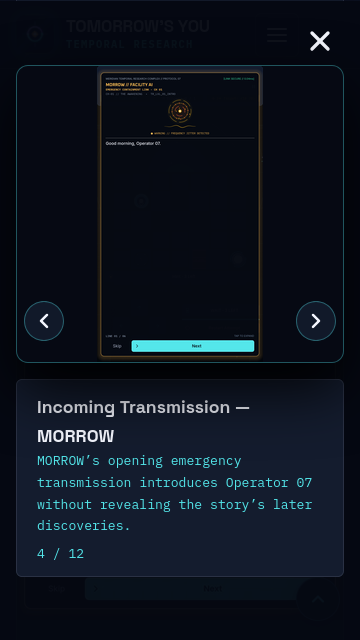 TOMORROW'S YOU
TEMPORAL RESEARCH
MORROW // FACILITY AI
Good morning, Operator 07.
Skip
Next
Incoming Transmission —
MORROW
MORROW’s opening emergency
transmission introduces Operator 07
without revealing the story’s later
discoveries.
4 / 12